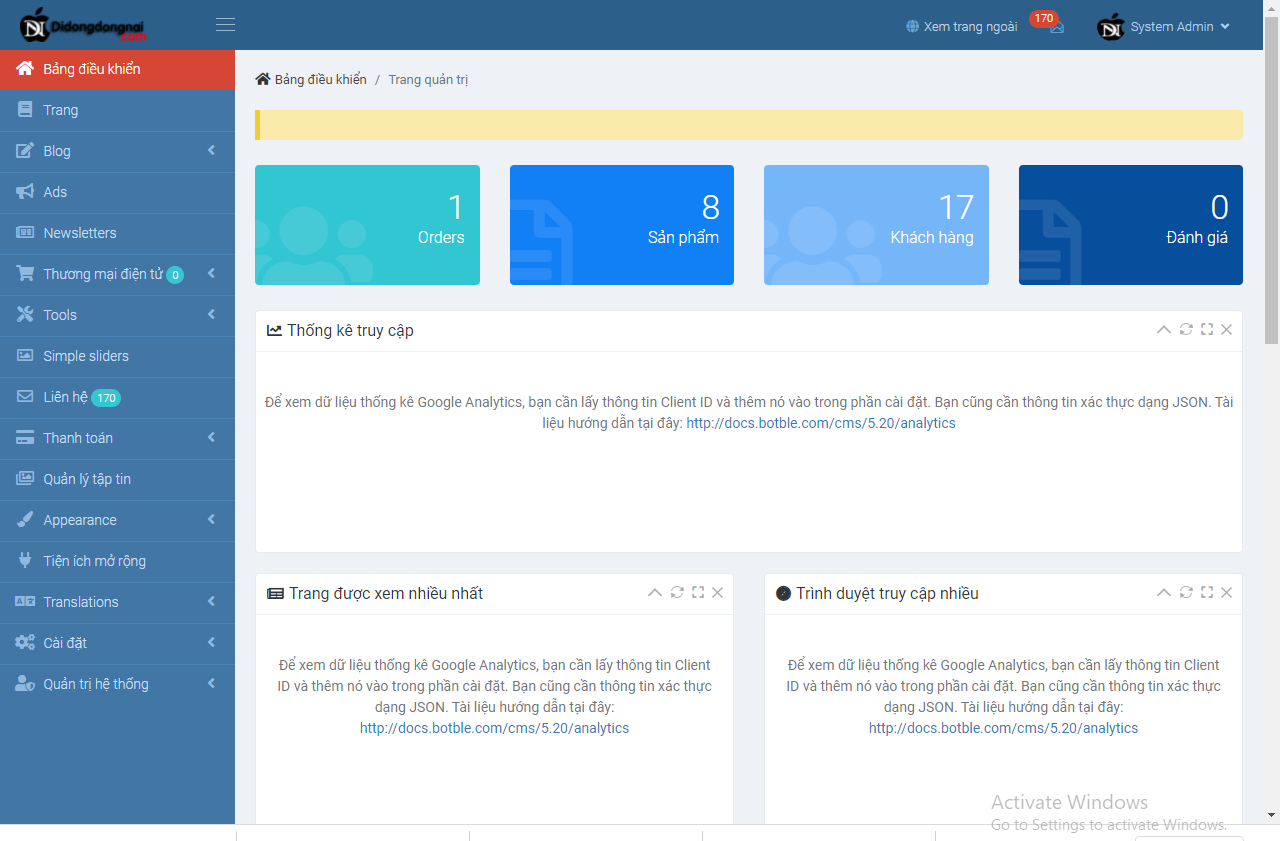 DI Didongdongnai
.com
Xem trang ngoài
170
DI System Admin
Bảng điều khiển
Trang
Blog
Ads
Newsletters
Thương mại điện tử 0
Tools
Simple sliders
Liên hệ 170
Thanh toán
Quản lý tập tin
Appearance
Tiện ích mở rộng
Translations
Cài đặt
Quản trị hệ thống
Bảng điều khiển / Trang quản trị
1
Orders
8
Sản phẩm
17
Khách hàng
0
Đánh giá
Thống kê truy cập
Để xem dữ liệu thống kê Google Analytics, bạn cần lấy thông tin Client ID và thêm nó vào trong phần cài đặt. Bạn cũng cần thông tin xác thực dạng JSON. Tài
liệu hướng dẫn tại đây: http://docs.botble.com/cms/5.20/analytics
Trang được xem nhiều nhất
Để xem dữ liệu thống kê Google Analytics, bạn cần lấy thông tin Client
ID và thêm nó vào trong phần cài đặt. Bạn cũng cần thông tin xác thực
dạng JSON. Tài liệu hướng dẫn tại đây:
http://docs.botble.com/cms/5.20/analytics
Trình duyệt truy cập nhiều
Để xem dữ liệu thống kê Google Analytics, bạn cần lấy thông tin Client
ID và thêm nó vào trong phần cài đặt. Bạn cũng cần thông tin xác thực
dạng JSON. Tài liệu hướng dẫn tại đây:
http://docs.botble.com/cms/5.20/analytics
Activate Windows
Go to Settings to activate Windows.